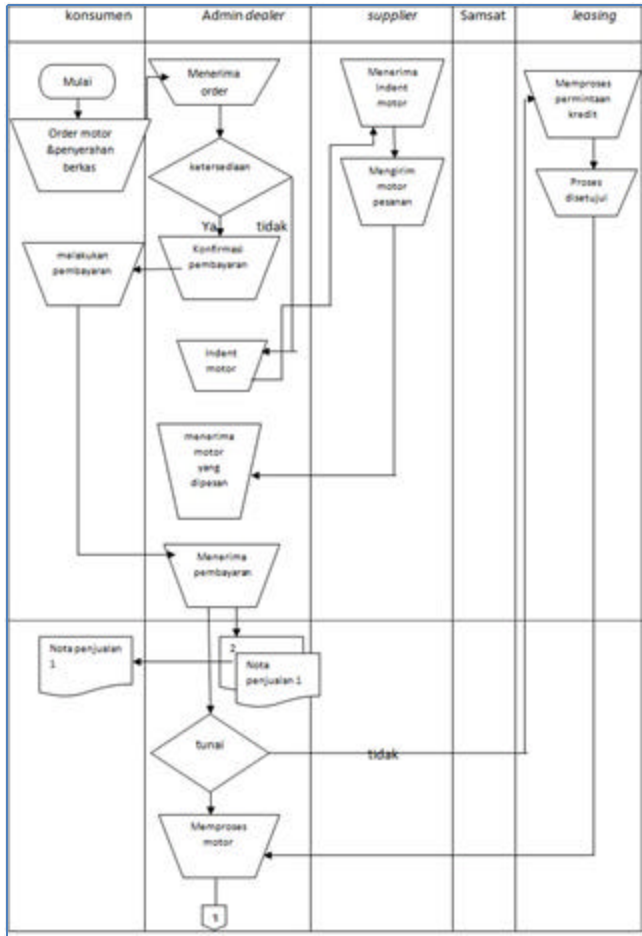 konsumen
Admin dealer
supplier
Samsat
leasing
Mulai
Order motor
&penyerahan
berkas
Menerima
order
ketersediaan
Ya
tidak
Konfirmasi
pembayaran
melakukan
pembayaran
Indent
motor
Menerima
Indent
motor
Mengirim
motor
pesanan
menerima
motor
yang
dipesan
Menerima
pembayaran
Memproses
permintaan
kredit
Proses
disetujui
Nota penjualan
1
2
Nota
penjualan 1
tunai
tidak
Memproses
motor